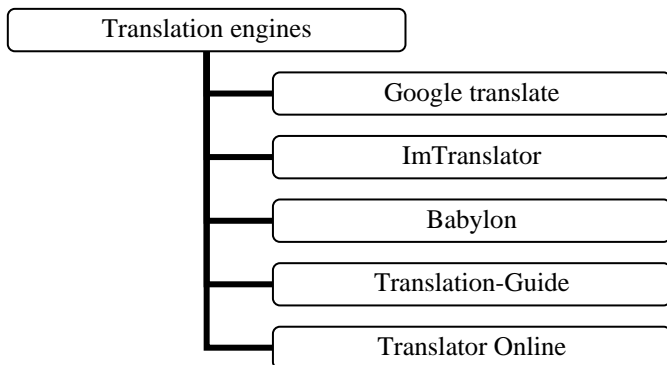 Translation engines
Google translate
ImTranslator
Babylon
Translation-Guide
Translator Online